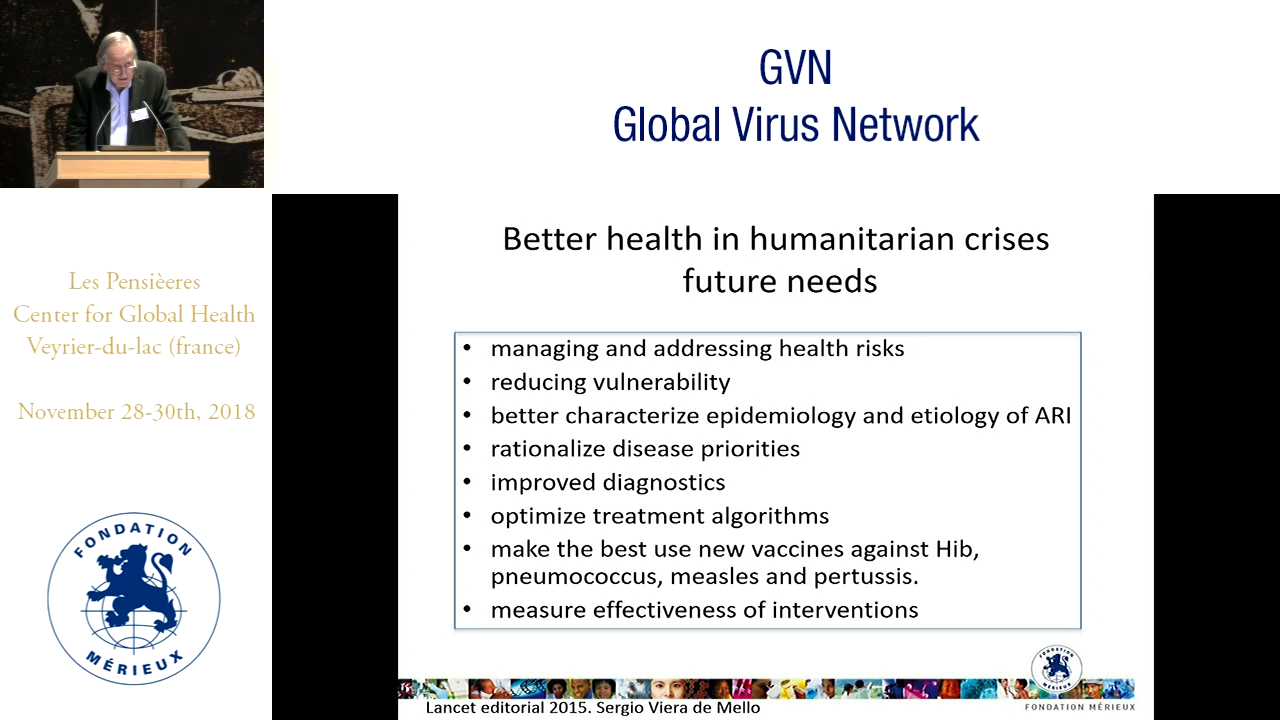 GVN
Global Virus Network
Les Pensièeres
Center for Global Health
Veyrier-du-lac (france)
November 28-30th, 2018
FONDATION
MÉRIEUX
Better health in humanitarian crises
future needs
• managing and addressing health risks
• reducing vulnerability
• better characterize epidemiology and etiology of ARI
• rationalize disease priorities
• improved diagnostics
• optimize treatment algorithms
• make the best use new vaccines against Hib,
pneumococcus, measles and pertussis.
• measure effectiveness of interventions
FONDATION
MÉRIEUX
FONDATION MÉRIEUX
Lancet editorial 2015. Sergio Viera de Mello